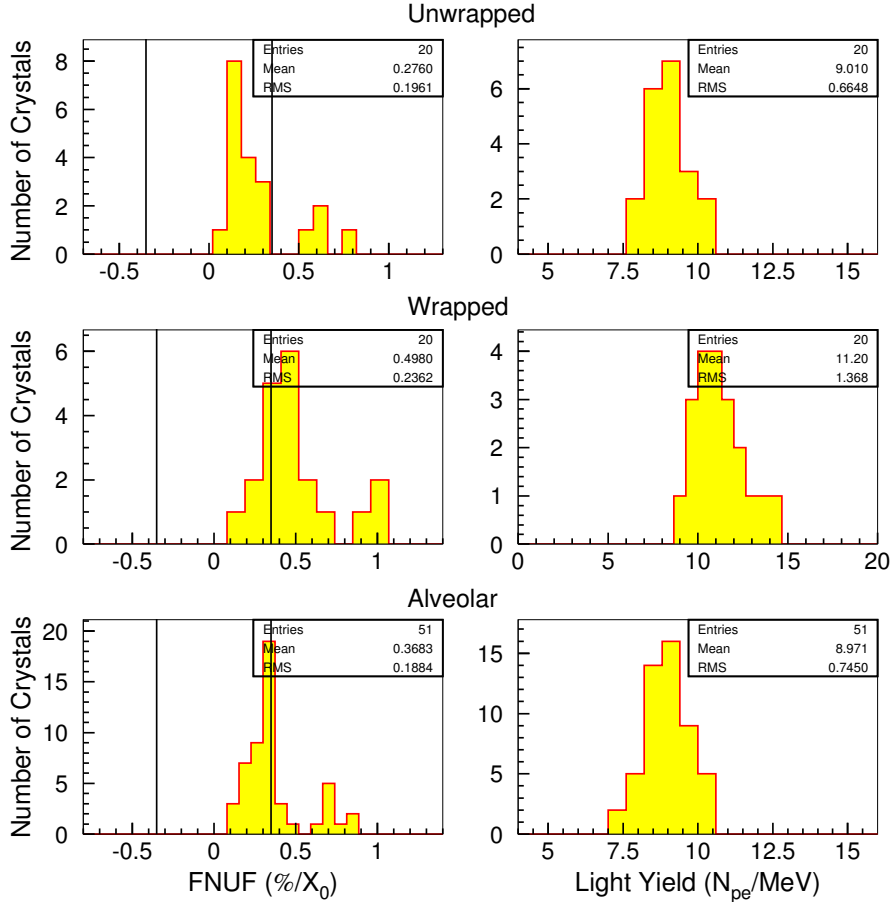 Unwrapped
Number of Crystals
8
6
4
2
0
Entries 20
Mean 0.2760
RMS 0.1961
-0.5 0 0.5 1
6
4
2
0
Entries 20
Mean 9.010
RMS 0.6648
5 7.5 10 12.5 15
Wrapped
Number of Crystals
6
4
2
0
Entries 20
Mean 0.4980
RMS 0.2362
-0.5 0 0.5 1
4
3
2
1
0
Entries 20
Mean 11.20
RMS 1.368
0 5 10 15 20
Alveolar
Number of Crystals
20
15
10
5
0
Entries 51
Mean 0.3683
RMS 0.1884
-0.5 0 0.5 1
FNUF (%/X0)
15
10
5
0
Entries 51
Mean 8.971
RMS 0.7450
5 7.5 10 12.5 15
Light Yield (Npe/MeV)